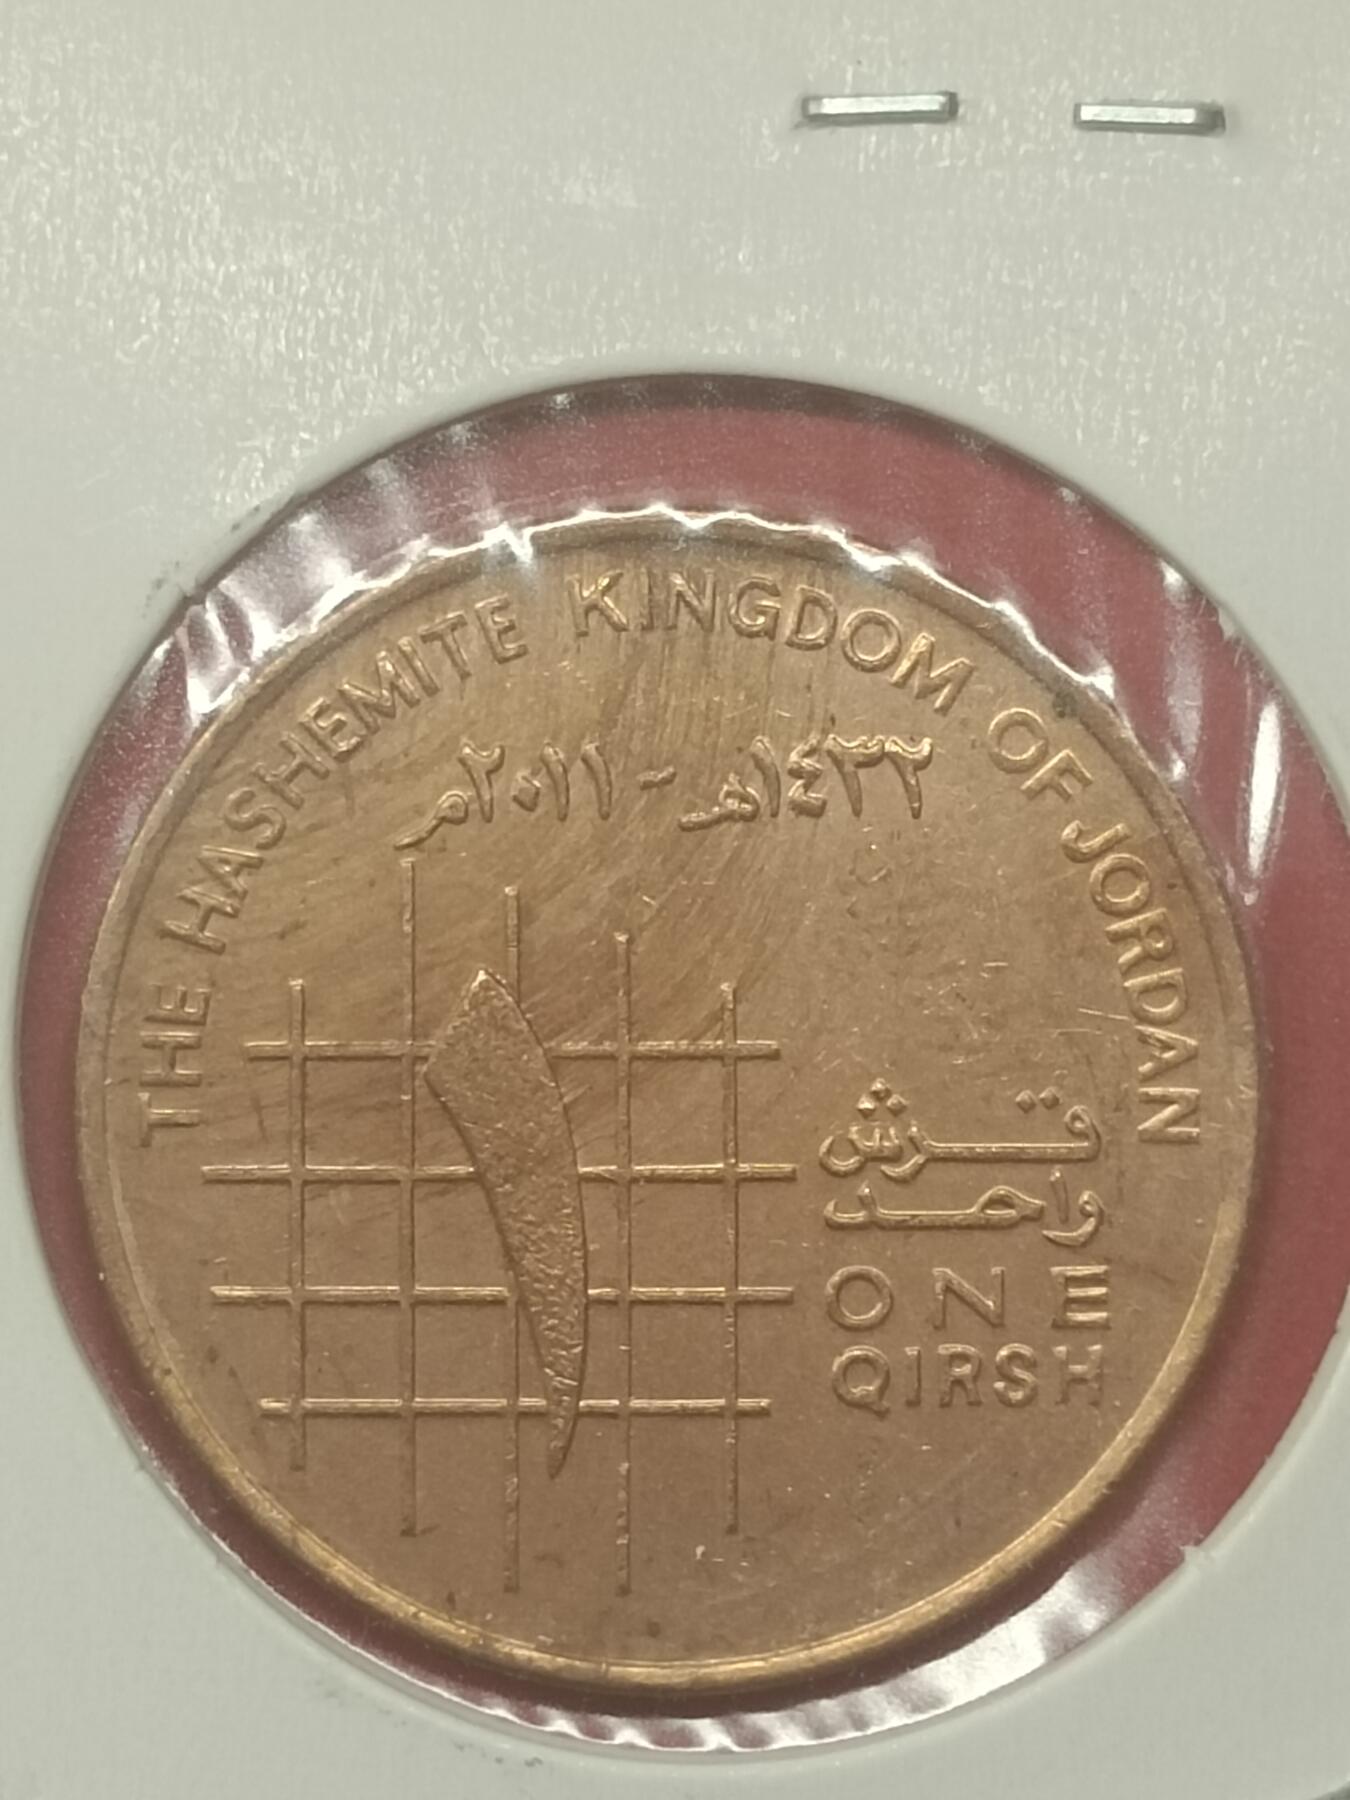 THE HASHEMITE KINGDOM OF JORDAN
١٤٣٢هـ - ٢٠١١م
١
قرش
واحد
ONE
QIRSH